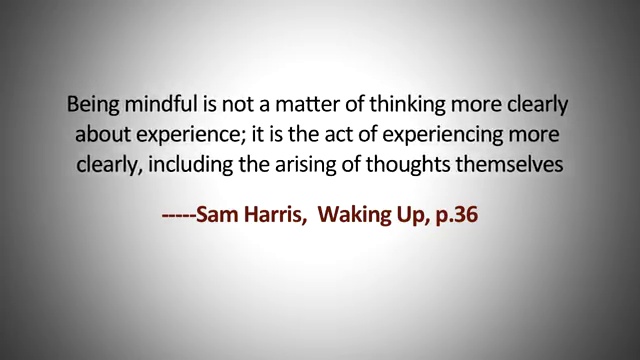 Being mindful is not a matter of thinking more clearly
about experience; it is the act of experiencing more
clearly, including the arising of thoughts themselves
-----Sam Harris,  Waking Up, p.36